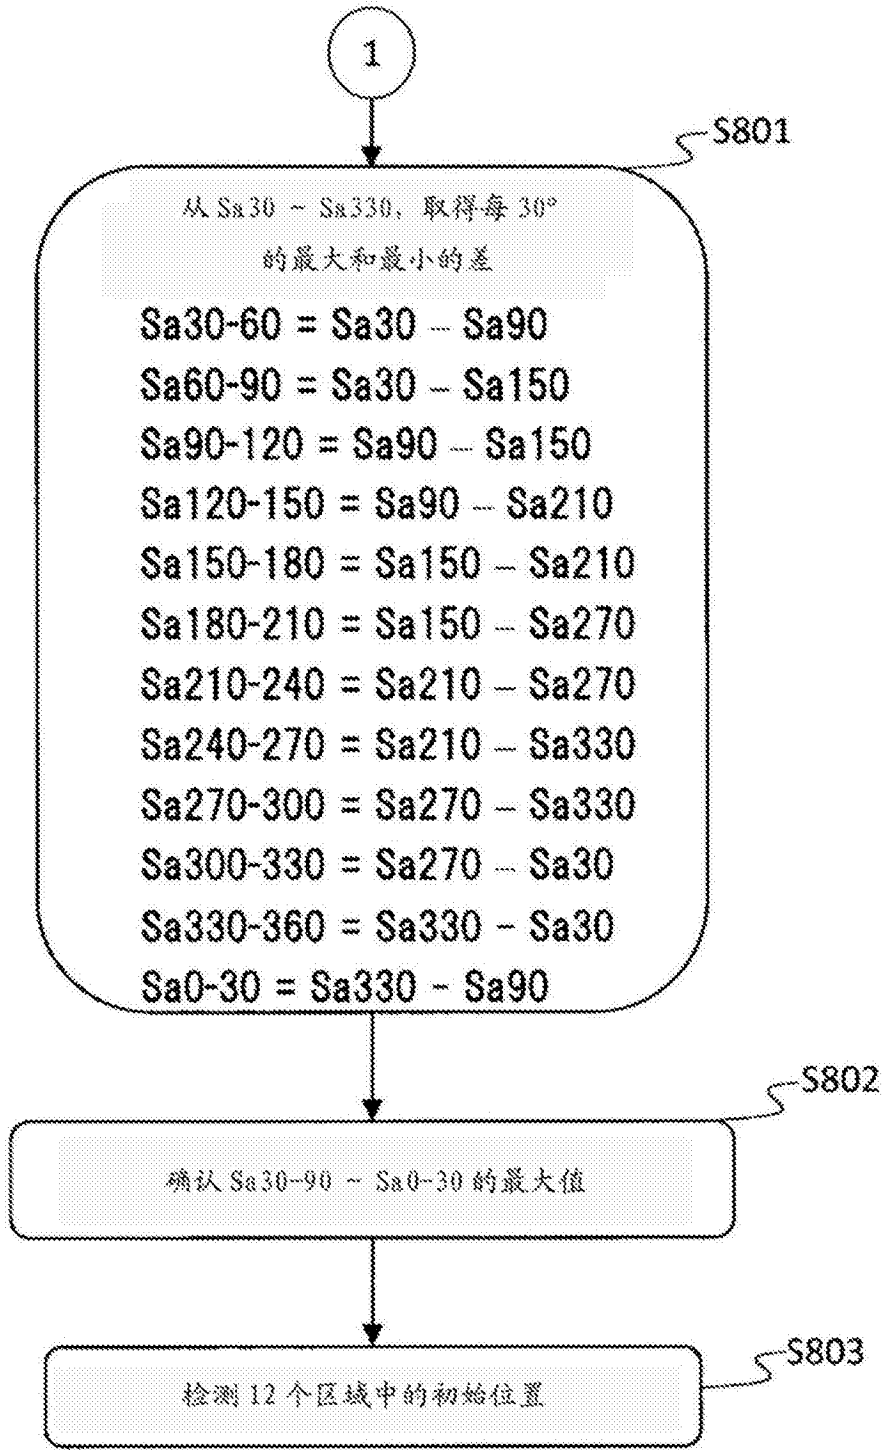 1
S801
从 Sa30 ~ Sa330, 取得每 30°
的最大和最小的差
Sa30-60 = Sa30 – Sa90
Sa60-90 = Sa30 – Sa150
Sa90-120 = Sa90 – Sa150
Sa120-150 = Sa90 – Sa210
Sa150-180 = Sa150 – Sa210
Sa180-210 = Sa150 – Sa270
Sa210-240 = Sa210 – Sa270
Sa240-270 = Sa210 – Sa330
Sa270-300 = Sa270 – Sa330
Sa300-330 = Sa270 – Sa30
Sa330-360 = Sa330 - Sa30
Sa0-30 = Sa330 - Sa90
S802
确认 Sa30-90 ~ Sa0-30 的最大值
S803
检测 12 个区域中的初始位置